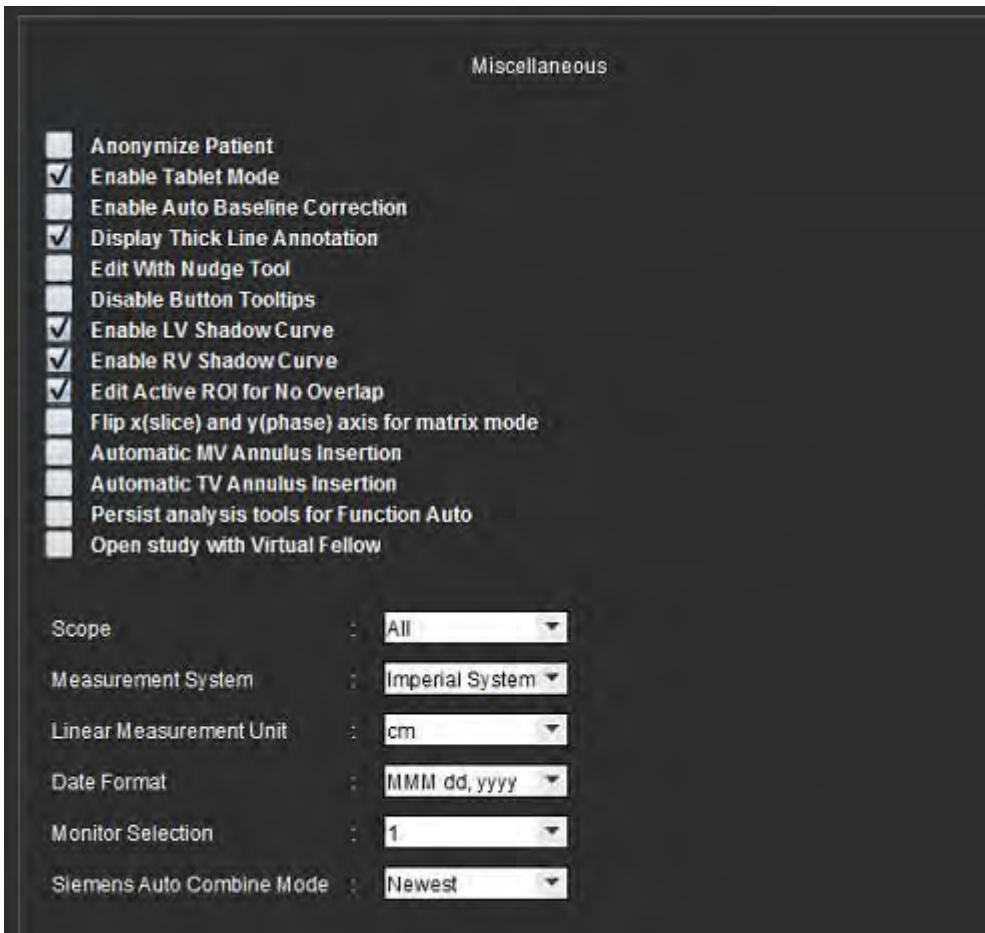 Miscellaneous
Anonymize Patient
Enable Tablet Mode
Enable Auto Baseline Correction
Display Thick Line Annotation
Edit With Nudge Tool
Disable Button Tooltips
Enable LV Shadow Curve
Enable RV Shadow Curve
Edit Active ROI for No Overlap
Flip x(slice) and y(phase) axis for matrix mode
Automatic MV Annulus Insertion
Automatic TV Annulus Insertion
Persist analysis tools for Function Auto
Open study with Virtual Fellow
Scope : All
Measurement System : Imperial System
Linear Measurement Unit : cm
Date Format : MMM dd, yyyy
Monitor Selection : 1
Siemens Auto Combine Mode : Newest